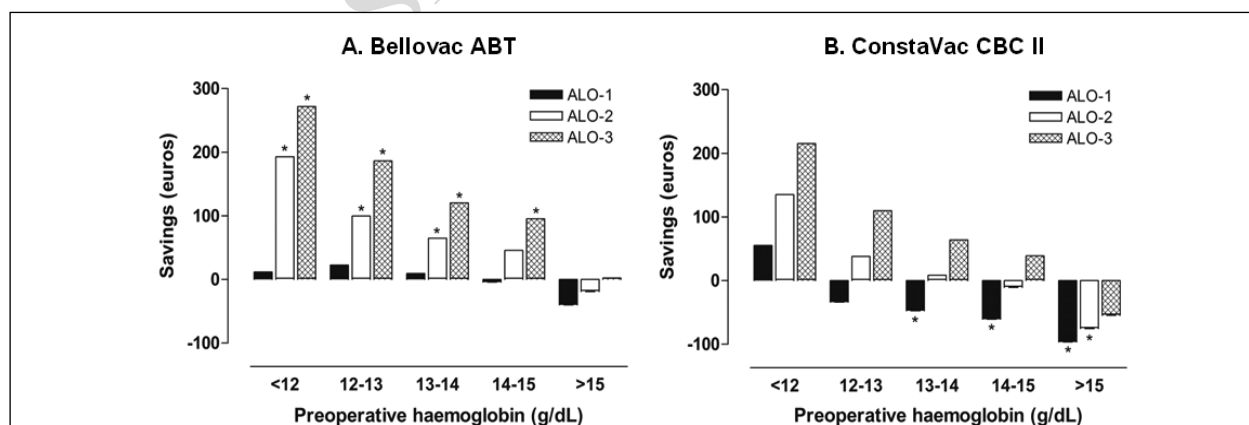 A. Bellovac ABT
300
200
100
0
-100
Savings (euros)
ALO-1
ALO-2
ALO-3
* * * * * * *
<12 12-13 13-14 14-15 >15
Preoperative haemoglobin (g/dL)
B. ConstaVac CBC II
300
200
100
0
-100
Savings (euros)
ALO-1
ALO-2
ALO-3
* * * *
<12 12-13 13-14 14-15 >15
Preoperative haemoglobin (g/dL)